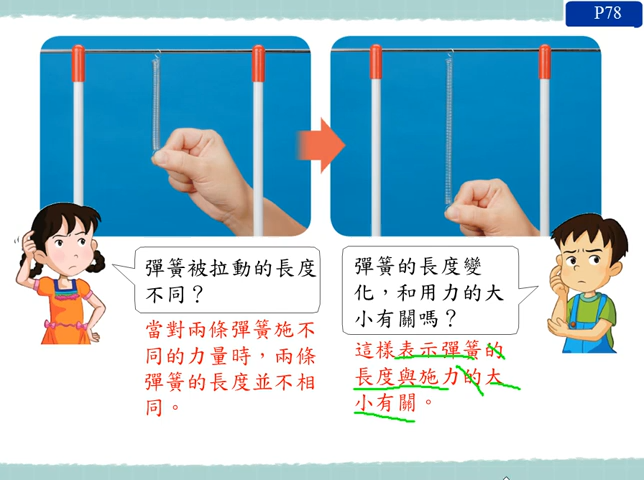 P78
彈簧被拉動的長度
不同？
當對兩條彈簧施不
同的力量時，兩條
彈簧的長度並不相
同。
彈簧的長度變
化，和用力的大
小有關嗎？
這樣表示彈簧的
長度與施力的大
小有關。